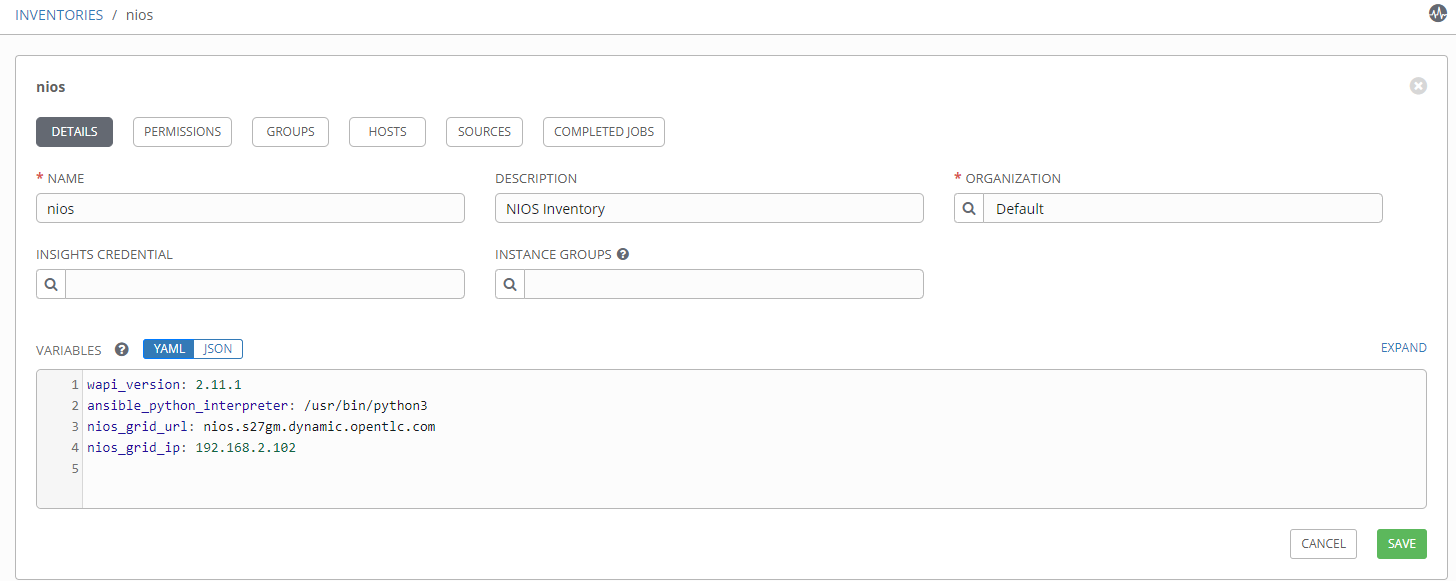 INVENTORIES / nios
nios
DETAILS PERMISSIONS GROUPS HOSTS SOURCES COMPLETED JOBS
* NAME DESCRIPTION * ORGANIZATION
nios NIOS Inventory Default
INSIGHTS CREDENTIAL INSTANCE GROUPS ?
VARIABLES ? YAML JSON EXPAND
1 wapi_version: 2.11.1
2 ansible_python_interpreter: /usr/bin/python3
3 nios_grid_url: nios.s27gm.dynamic.opentlc.com
4 nios_grid_ip: 192.168.2.102
5
CANCEL SAVE